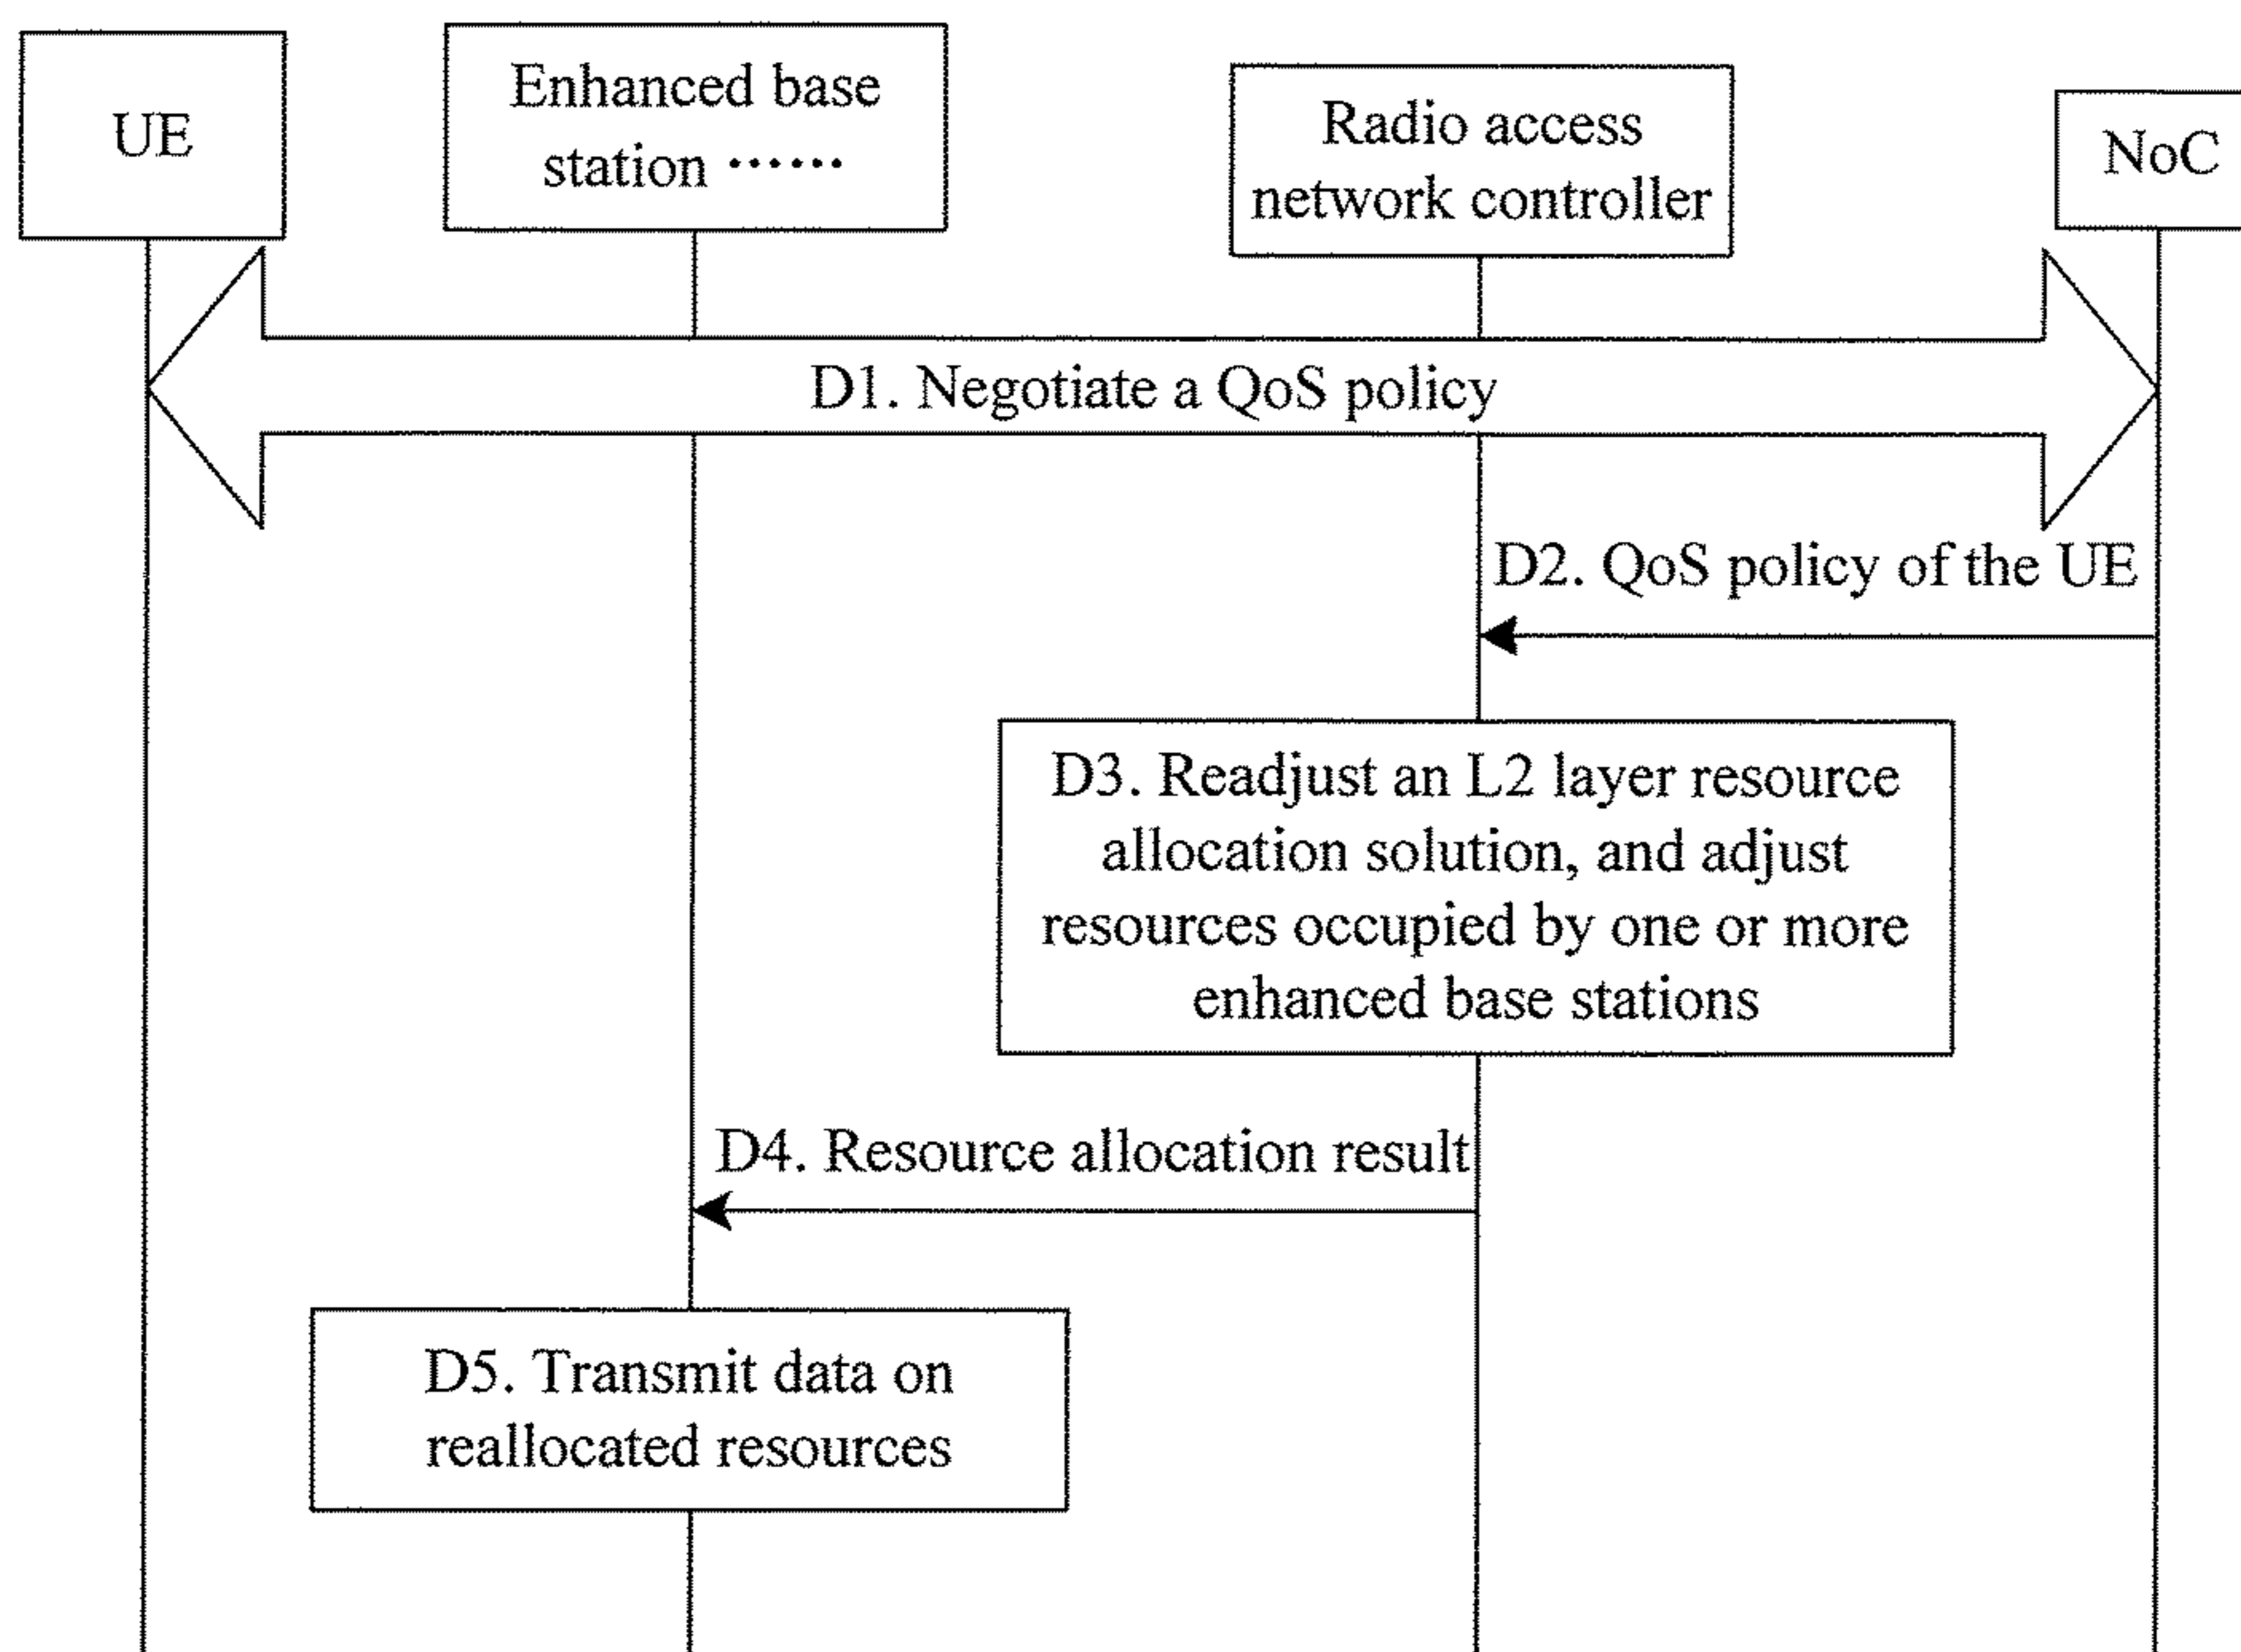 UE
Enhanced base
station ······
Radio access
network controller
NoC
D1. Negotiate a QoS policy
D2. QoS policy of the UE
D3. Readjust an L2 layer resource
allocation solution, and adjust
resources occupied by one or more
enhanced base stations
D4. Resource allocation result
D5. Transmit data on
reallocated resources